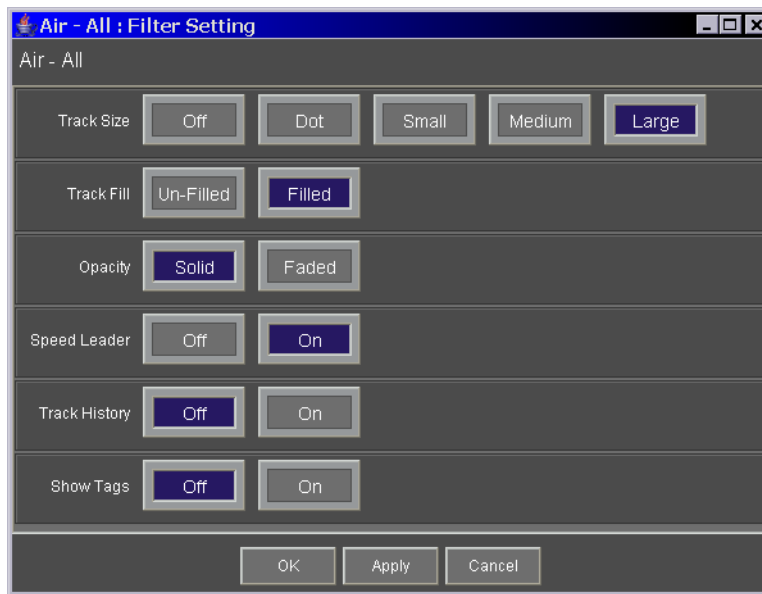 Air - All : Filter Setting
Air - All
Track Size Off Dot Small Medium Large
Track Fill Un-Filled Filled
Opacity Solid Faded
Speed Leader Off On
Track History Off On
Show Tags Off On
OK Apply Cancel